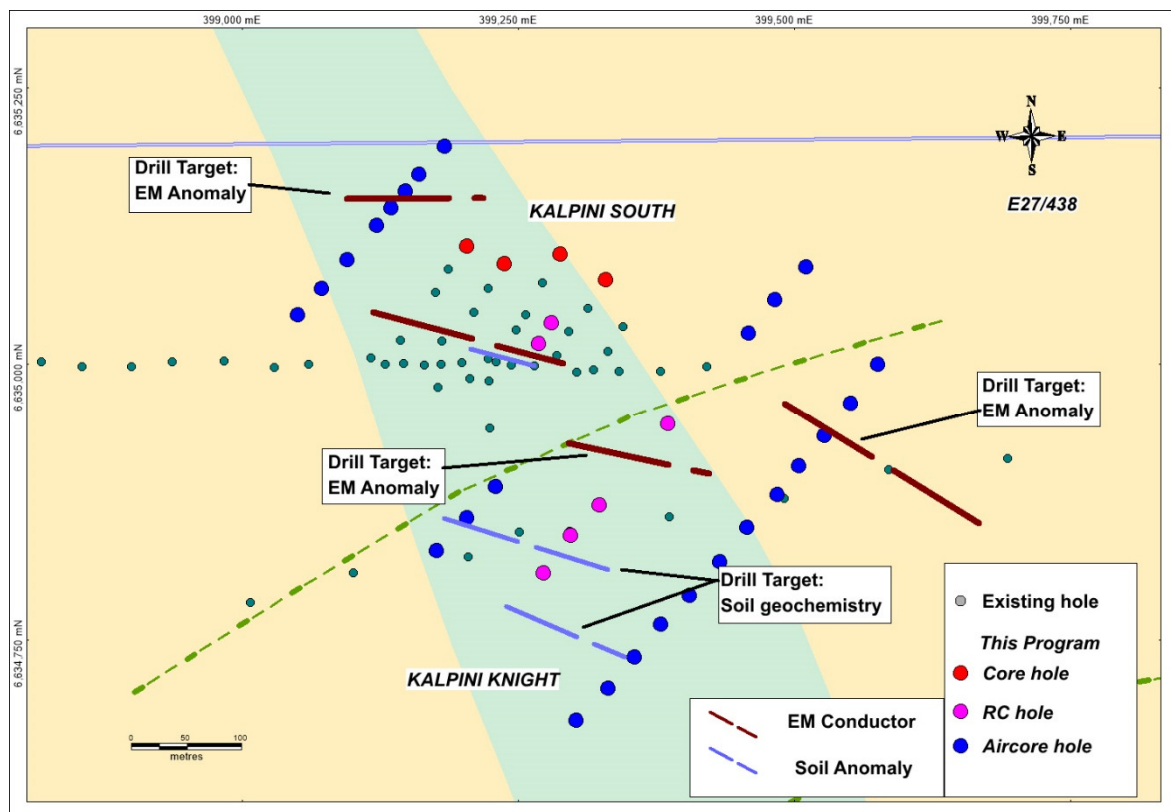 399,000 mE
399,250 mE
399,500 mE
399,750 mE
6,635,250 mN
N
W E
S
Drill Target:
EM Anomaly
E27/438
KALPINI SOUTH
6,635,000 mN
Drill Target:
EM Anomaly
Drill Target:
EM Anomaly
Drill Target:
Soil geochemistry
Existing hole
This Program
6,634,750 mN
KALPINI KNIGHT
Core hole
RC hole
EM Conductor
Aircore hole
Soil Anomaly
0.00 50 100
metres